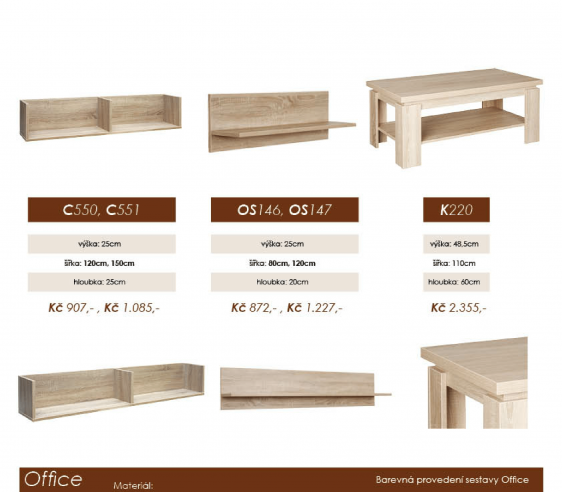 C550, C551
OS146, OS147
K220
výška: 25cm
výška: 25cm
výška: 48,5cm
šířka: 120cm, 150cm
šířka: 80cm, 120cm
šířka: 110cm
hloubka: 25cm
hloubka: 20cm
hloubka: 60cm
Kč 907,- , Kč 1.085,-
Kč 872,- , Kč 1.227,-
Kč 2.355,-
Office
Materiál:
Barevná provedení sestavy Office